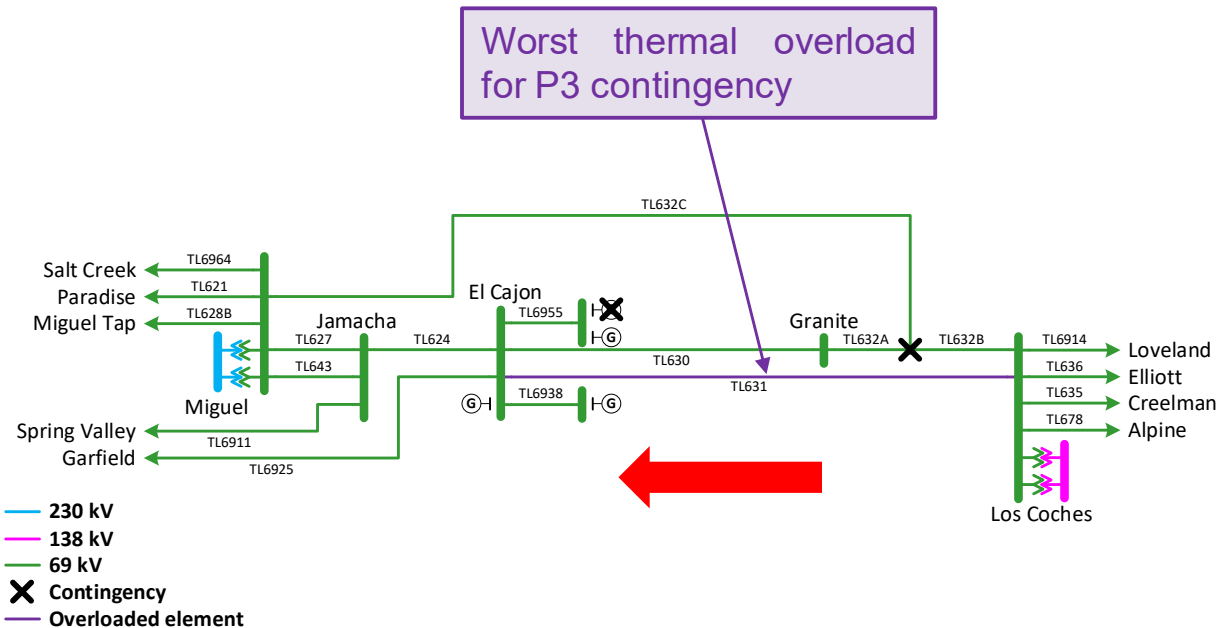 Worst thermal overload
for P3 contingency
TL632C
Salt Creek
TL6964
Paradise
TL621
Miguel Tap
TL628B
Jamacha
El Cajon
TL6955
G
Granite
TL627
TL624
TL630
TL632A
TL632B
TL6914
Loveland
TL643
TL631
TL636
Elliott
Miguel
G
TL6938
G
TL635
Creelman
TL678
Alpine
Spring Valley
TL6911
Garfield
TL6925
Los Coches
230 kV
138 kV
69 kV
Contingency
Overloaded element